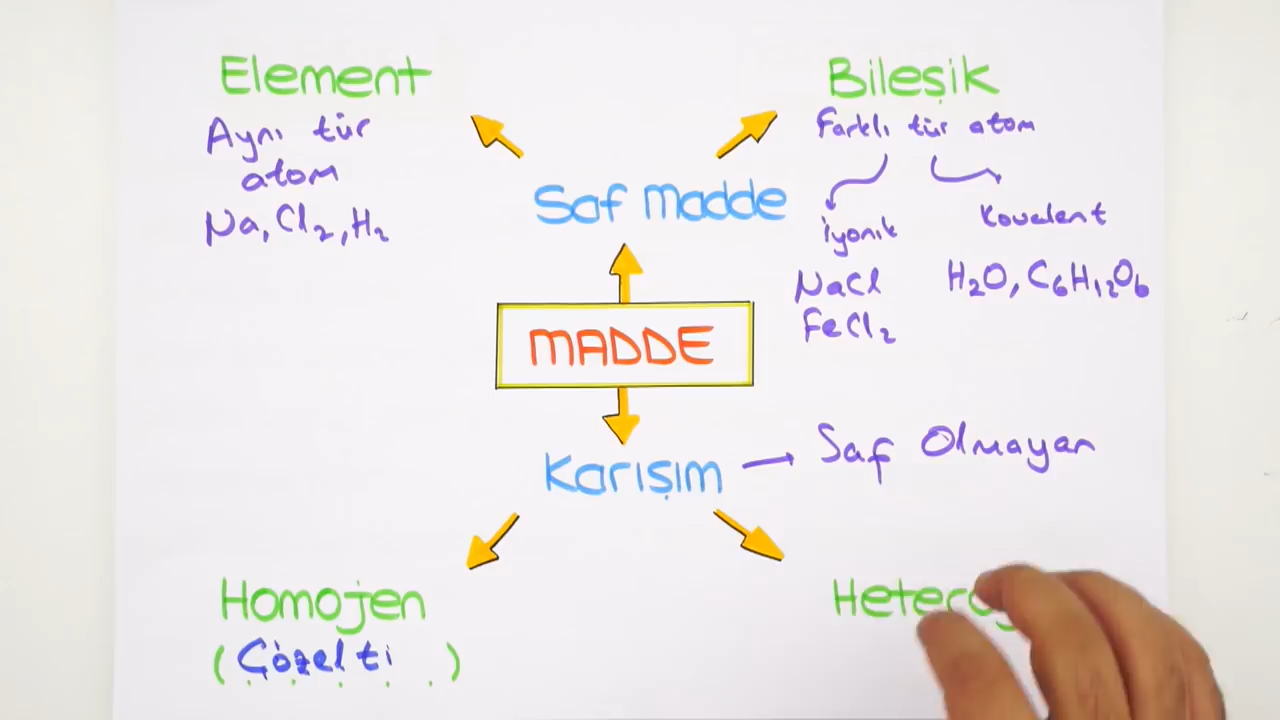 Element
Aynı tür
atom
Na, Cl₂, H₂
Bileşik
Farklı tür atom
İyonik
NaCl
FeCl₂
Kovalent
H₂O, C₆H₁₂O₆
Saf Madde
MADDE
Karışım
Saf Olmayan
Homojen
(Çözelti)